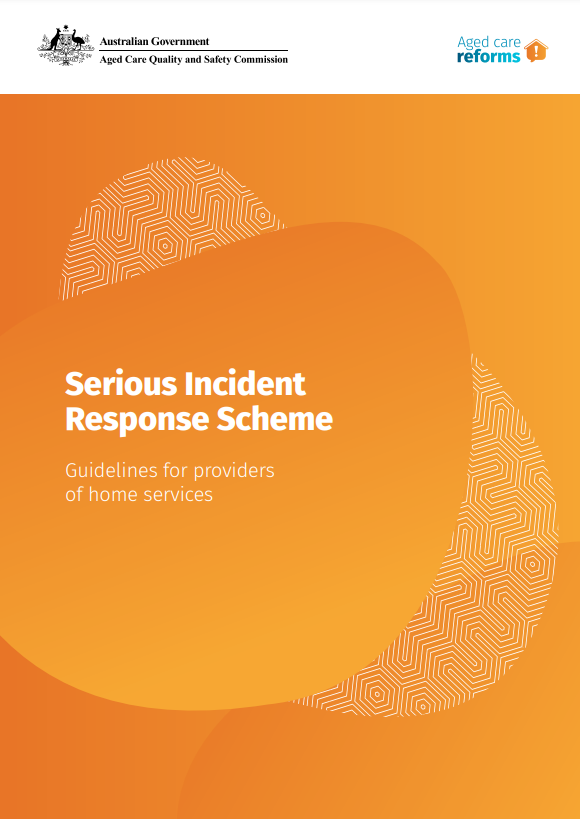 Australian Government
Aged Care Quality and Safety Commission
Aged care
reforms
Serious Incident
Response Scheme
Guidelines for providers
of home services